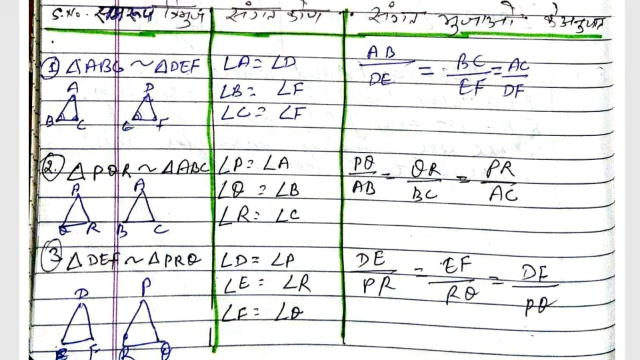 S.No. समरूप त्रिभुज संगत कोण संगत भुजाओं के अनुपात
① △ABC ~ △DEF ∠A = ∠D AB/DE = BC/EF = AC/DF
∠B = ∠F
∠C = ∠F
A D
B C E F
② △PQR ~ △ABC ∠P = ∠A PQ/AB = QR/BC = PR/AC
∠Q = ∠B
∠R = ∠C
P A
Q R B C
③ △DEF ~ △PRQ ∠D = ∠P DE/PR = EF/RQ = DF/PQ
∠E = ∠R
∠F = ∠Q
D P
E F R Q